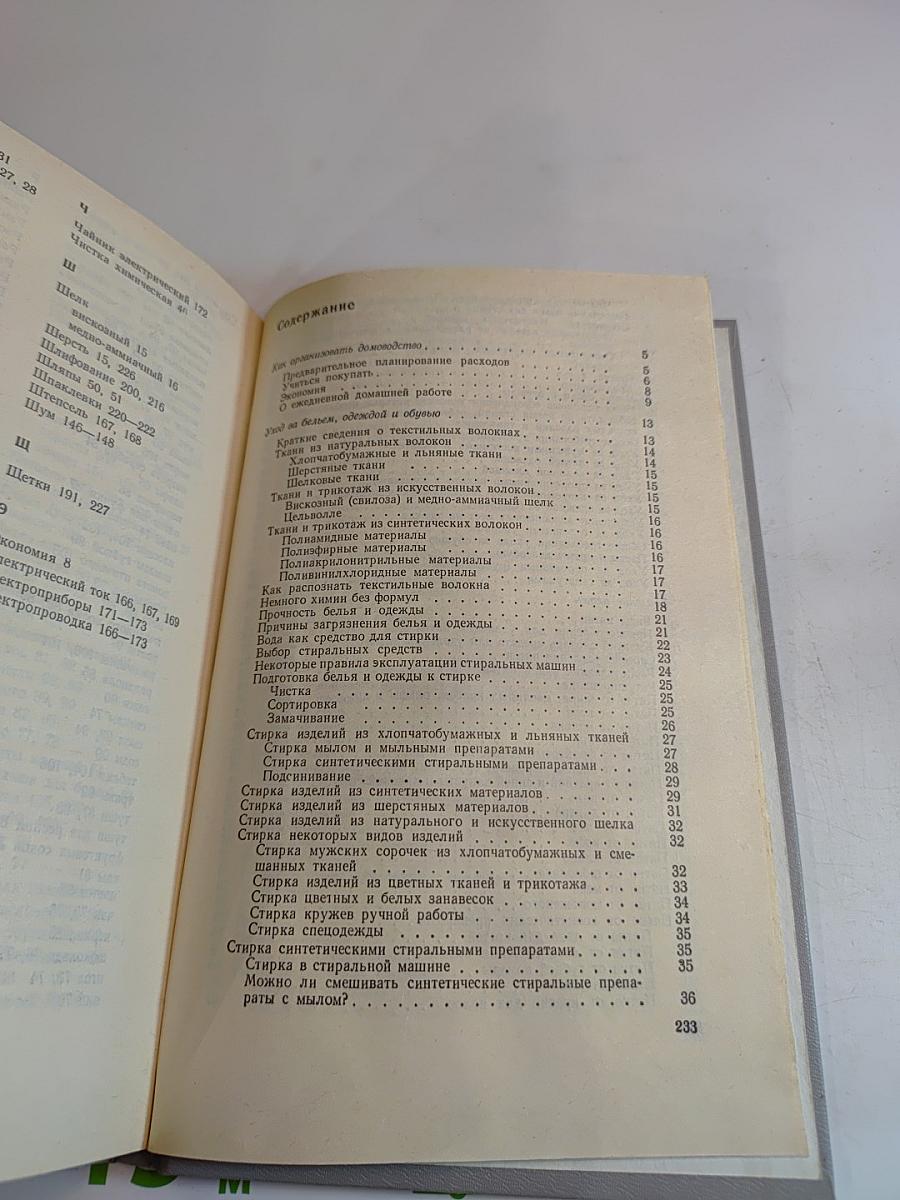 31
27, 28
Ч
Чайник электрический 172
Чистка химическая
Ш
Шелк
вискозный 15
медно-аммиачный 16
Шерсть 15, 226
Шлифование 200, 216
Шляпы 50, 51
Шпаклевки 220—222
Штепсель 167, 168
Шум 146—148
Щ
Щетки 191, 227
Э
кономия 8
лектрический ток 166, 167, 169
ектроприборы 171—173
ектропроводка 166—173
Содержание
Как организовать домоводство 5
Предварительное планирование расходов 5
Учиться покупать 6
Экономия 8
О ежедневной домашней работе 9
Уход за бельем, одеждой и обувью 13
Краткие сведения о текстильных волокнах 13
Ткани из натуральных волокон 14
Хлопчатобумажные и льняные ткани 14
Шерстяные ткани 15
Шелковые ткани 15
Ткани и трикотаж из искусственных волокон 15
Вискозный (свилоза) и медно-аммиачный шелк 15
Цельволле 16
Ткани и трикотаж из синтетических волокон 16
Полиамидные материалы 16
Полиэфирные материалы 16
Полиакрилонитрильные материалы 17
Поливинилхлоридные материалы 17
Как распознать текстильные волокна 17
Немного химии без формул 18
Прочность белья и одежды 21
Причины загрязнения белья и одежды 21
Вода как средство для стирки 22
Выбор стиральных средств 23
Некоторые правила эксплуатации стиральных машин 24
Подготовка белья и одежды к стирке 25
Чистка 25
Сортировка 25
Замачивание 26
Стирка изделий из хлопчатобумажных и льняных тканей 27
Стирка мылом и мыльными препаратами 27
Стирка синтетическими стиральными препаратами 28
Подсинивание 29
Стирка изделий из синтетических материалов 29
Стирка изделий из шерстяных материалов 31
Стирка изделий из натурального и искусственного шелка 32
Стирка некоторых видов изделий 32
Стирка мужских сорочек из хлопчатобумажных и сме-
шанных тканей 32
Стирка изделий из цветных тканей и трикотажа 33
Стирка цветных и белых занавесок 34
Стирка кружев ручной работы 34
Стирка спецодежды 35
Стирка синтетическими стиральными препаратами 35
Стирка в стиральной машине 35
Можно ли смешивать синтетические стиральные препа-
раты с мылом? 36
233